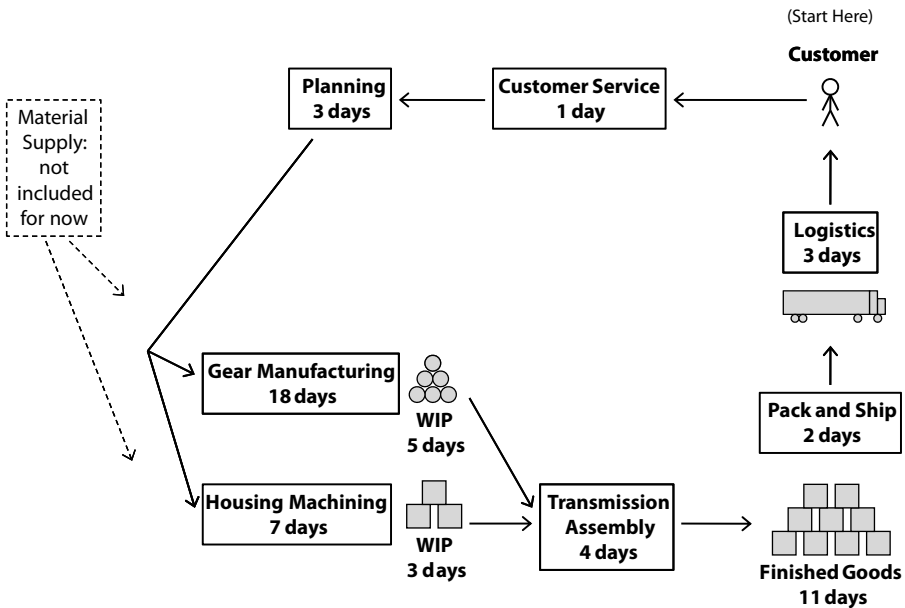 (Start Here)
Customer
Planning
3 days
Customer Service
1 day
Material
Supply:
not
included
for now
Logistics
3 days
Gear Manufacturing
18 days
WIP
5 days
Pack and Ship
2 days
Housing Machining
7 days
WIP
3 days
Transmission
Assembly
4 days
Finished Goods
11 days